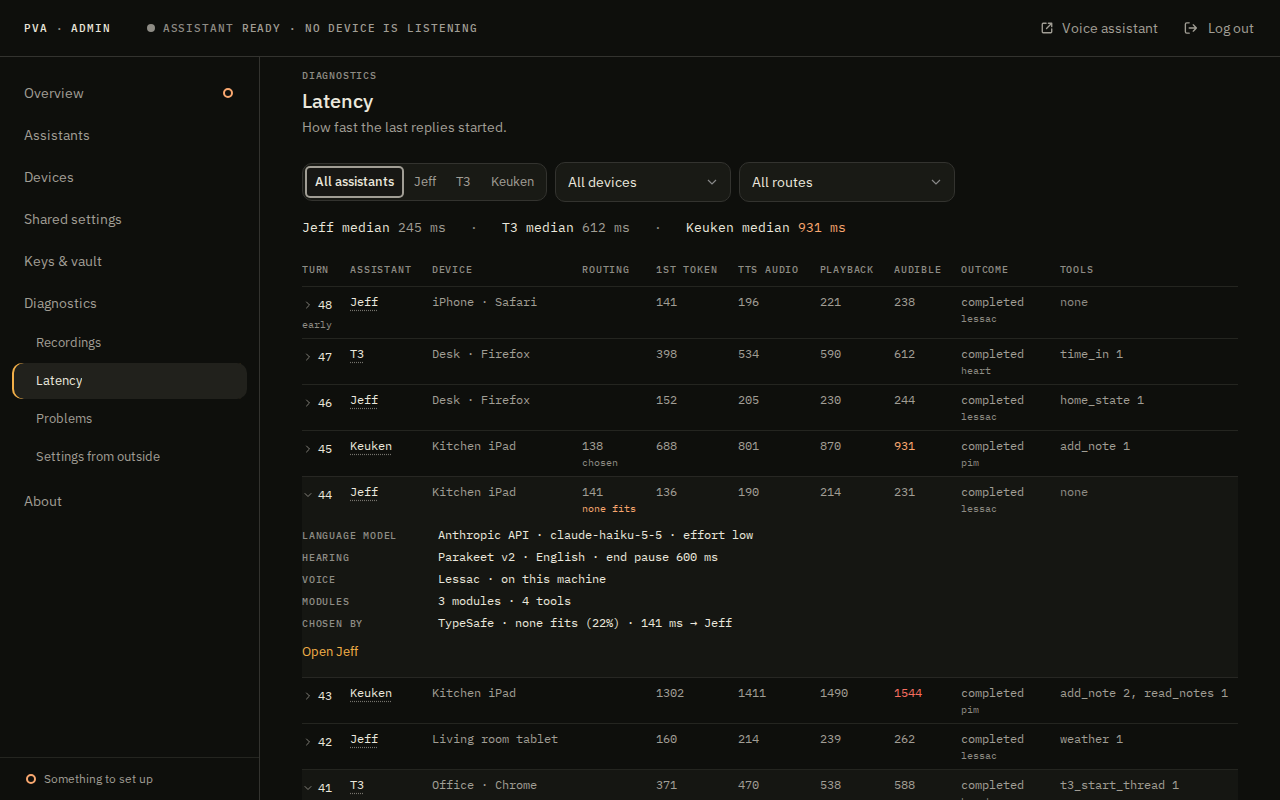 PVA · ADMIN
ASSISTANT READY · NO DEVICE IS LISTENING
Voice assistant
Log out
Overview
Assistants
Devices
Shared settings
Keys & vault
Diagnostics
Recordings
Latency
Problems
Settings from outside
About
Something to set up
DIAGNOSTICS
Latency
How fast the last replies started.
All assistants Jeff T3 Keuken
All devices
All routes
Jeff median 245 ms · T3 median 612 ms · Keuken median 931 ms
TURN ASSISTANT DEVICE ROUTING 1ST TOKEN TTS AUDIO PLAYBACK AUDIBLE OUTCOME TOOLS
48 Jeff iPhone · Safari 141 196 221 238 completed none
early lessac
47 T3 Desk · Firefox 398 534 590 612 completed time_in 1
heart
46 Jeff Desk · Firefox 152 205 230 244 completed home_state 1
lessac
45 Keuken Kitchen iPad 138 688 801 870 931 completed add_note 1
chosen pim
44 Jeff Kitchen iPad 141 136 190 214 231 completed none
none fits lessac
LANGUAGE MODEL Anthropic API · claude-haiku-5-5 · effort low
HEARING Parakeet v2 · English · end pause 600 ms
VOICE Lessac · on this machine
MODULES 3 modules · 4 tools
CHOSEN BY TypeSafe · none fits (22%) · 141 ms → Jeff
Open Jeff
43 Keuken Kitchen iPad 1302 1411 1490 1544 completed add_note 2, read_notes 1
pim
42 Jeff Living room tablet 160 214 239 262 completed weather 1
lessac
41 T3 Office · Chrome 371 470 538 588 completed t3_start_thread 1